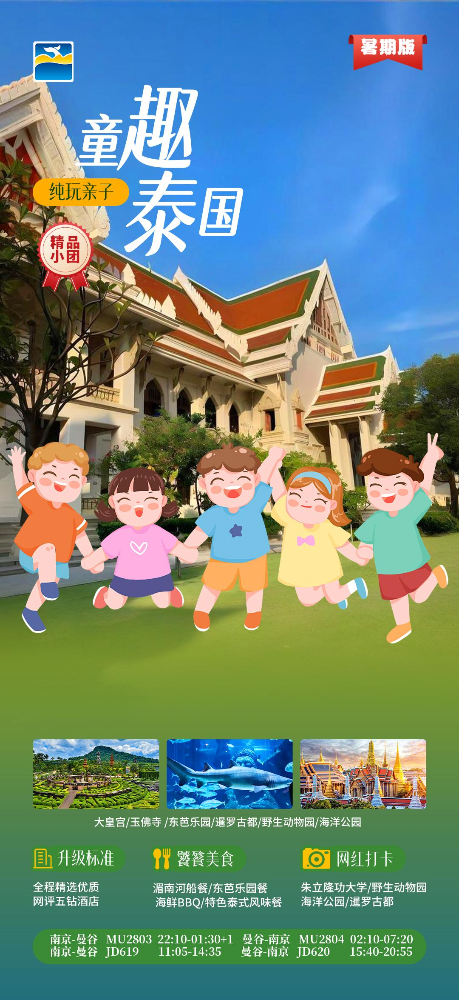 暑期版
童趣
泰国
纯玩亲子
精品
小团
大皇宫/玉佛寺 /东芭乐园/暹罗古都/野生动物园/海洋公园
升级标准
全程精选优质
网评五钻酒店
饕餮美食
湄南河船餐/东芭乐园餐
海鲜BBQ/特色泰式风味餐
网红打卡
朱立隆功大学/野生动物园
海洋公园/暹罗古都
南京-曼谷 MU2803 22:10-01:30+1 曼谷-南京 MU2804 02:10-07:20
南京-曼谷 JD619 11:05-14:35 曼谷-南京 JD620 15:40-20:55